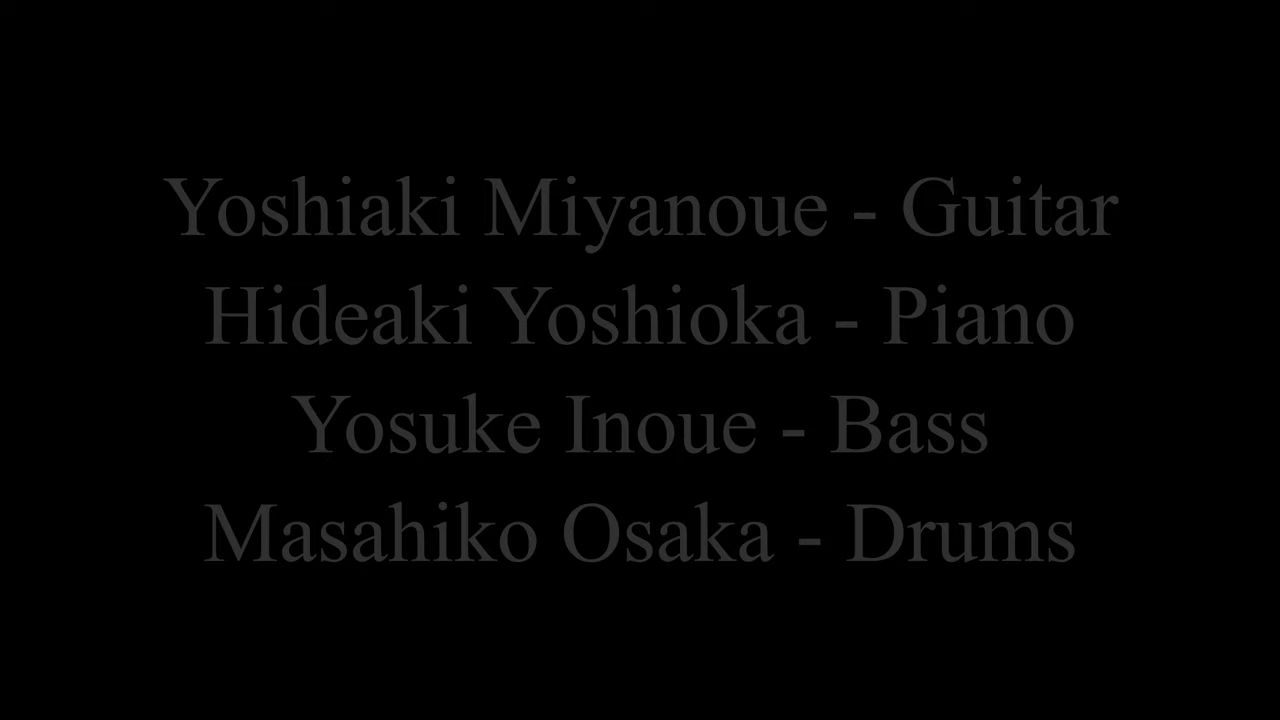 Yoshiaki Miyanoue - Guitar
Hideaki Yoshioka - Piano
Yosuke Inoue - Bass
Masahiko Osaka - Drums